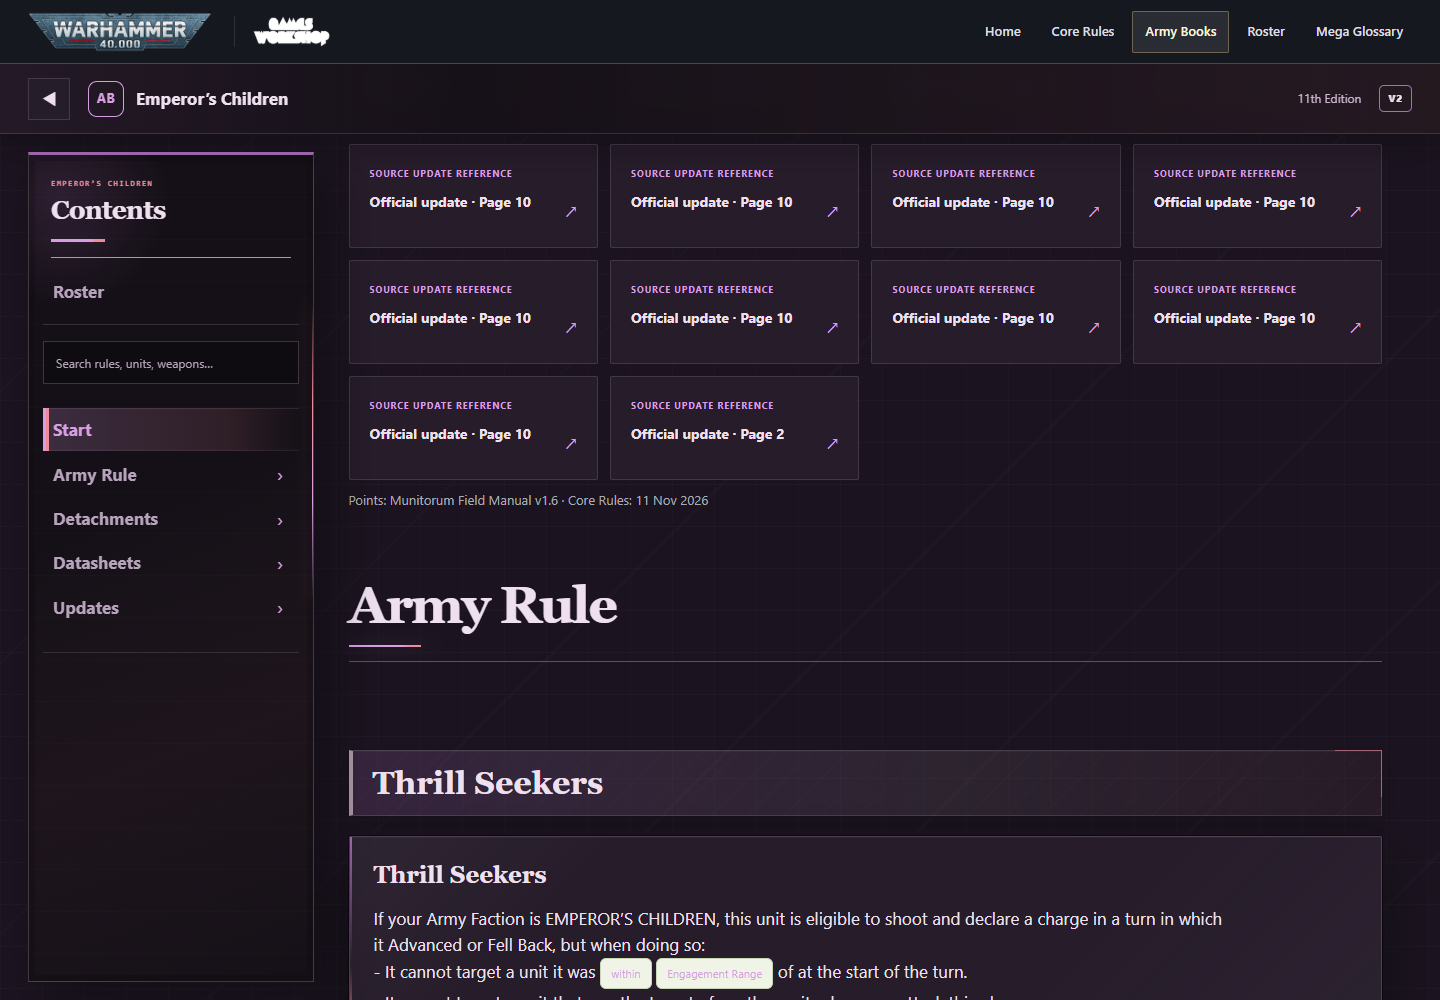 WARHAMMER
40,000
GAMES
WORKSHOP
Home
Core Rules
Army Books
Roster
Mega Glossary
◀
AB
Emperor's Children
11th Edition
V2
EMPEROR'S CHILDREN
Contents
Roster
Search rules, units, weapons...
Start
Army Rule ›
Detachments ›
Datasheets ›
Updates ›
SOURCE UPDATE REFERENCE
Official update · Page 10 ↗
SOURCE UPDATE REFERENCE
Official update · Page 10 ↗
SOURCE UPDATE REFERENCE
Official update · Page 10 ↗
SOURCE UPDATE REFERENCE
Official update · Page 10 ↗
SOURCE UPDATE REFERENCE
Official update · Page 10 ↗
SOURCE UPDATE REFERENCE
Official update · Page 10 ↗
SOURCE UPDATE REFERENCE
Official update · Page 10 ↗
SOURCE UPDATE REFERENCE
Official update · Page 10 ↗
SOURCE UPDATE REFERENCE
Official update · Page 10 ↗
SOURCE UPDATE REFERENCE
Official update · Page 2 ↗
Points: Munitorum Field Manual v1.6 · Core Rules: 11 Nov 2026
Army Rule
Thrill Seekers
Thrill Seekers
If your Army Faction is EMPEROR'S CHILDREN, this unit is eligible to shoot and declare a charge in a turn in which
it Advanced or Fell Back, but when doing so:
- It cannot target a unit it was within Engagement Range of at the start of the turn.